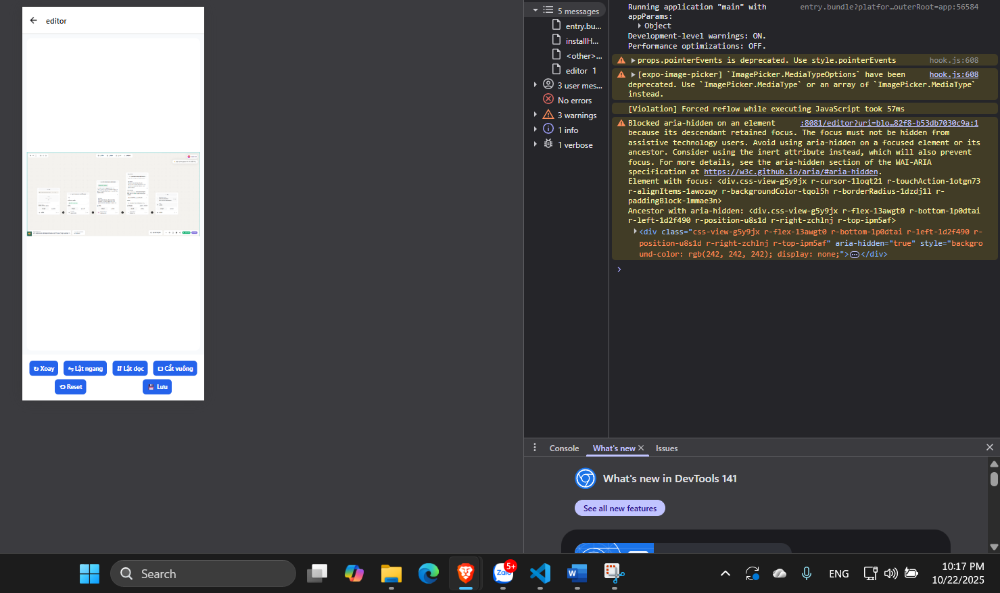 editor
↻ Xoay
⇋ Lật ngang
⇵ Lật dọc
Cắt vuông
⟲ Reset
💾 Lưu
5 messages
entry.bu...
installH...
<other>...
editor 1
3 user mes...
No errors
3 warnings
1 info
1 verbose
Running application "main" with entry.bundle?platfor…outerRoot=app:56584
appParams:
Object
Development-level warnings: ON.
Performance optimizations: OFF.
props.pointerEvents is deprecated. Use style.pointerEvents hook.js:608
[expo-image-picker] `ImagePicker.MediaTypeOptions` have been hook.js:608
deprecated. Use `ImagePicker.MediaType` or an array of `ImagePicker.MediaType`
instead.
[Violation] Forced reflow while executing JavaScript took 57ms
Blocked aria-hidden on an element :8081/editor?uri=blo…82f8-b53db7030c9a:1
because its descendant retained focus. The focus must not be hidden from
assistive technology users. Avoid using aria-hidden on a focused element or its
ancestor. Consider using the inert attribute instead, which will also prevent
focus. For more details, see the aria-hidden section of the WAI-ARIA
specification at https://w3c.github.io/aria/#aria-hidden.
Element with focus: <div.css-view-g5y9jx r-cursor-1loqt21 r-touchAction-1otgn73
r-alignItems-1awozwy r-backgroundColor-tqol5h r-borderRadius-1dzdj1l r-
paddingBlock-1mmae3n>
Ancestor with aria-hidden: <div.css-view-g5y9jx r-flex-13awgt0 r-bottom-1p0dtai
r-left-1d2f490 r-position-u8s1d r-right-zchlnj r-top-ipm5af>
<div class="css-view-g5y9jx r-flex-13awgt0 r-bottom-1p0dtai r-left-1d2f490 r-
position-u8s1d r-right-zchlnj r-top-ipm5af" aria-hidden="true" style="backgro
und-color: rgb(242, 242, 242); display: none;">…</div>
Console
What's new
Issues
What's new in DevTools 141
See all new features
Search
5+
Zalo
ENG
10:17 PM
10/22/2025